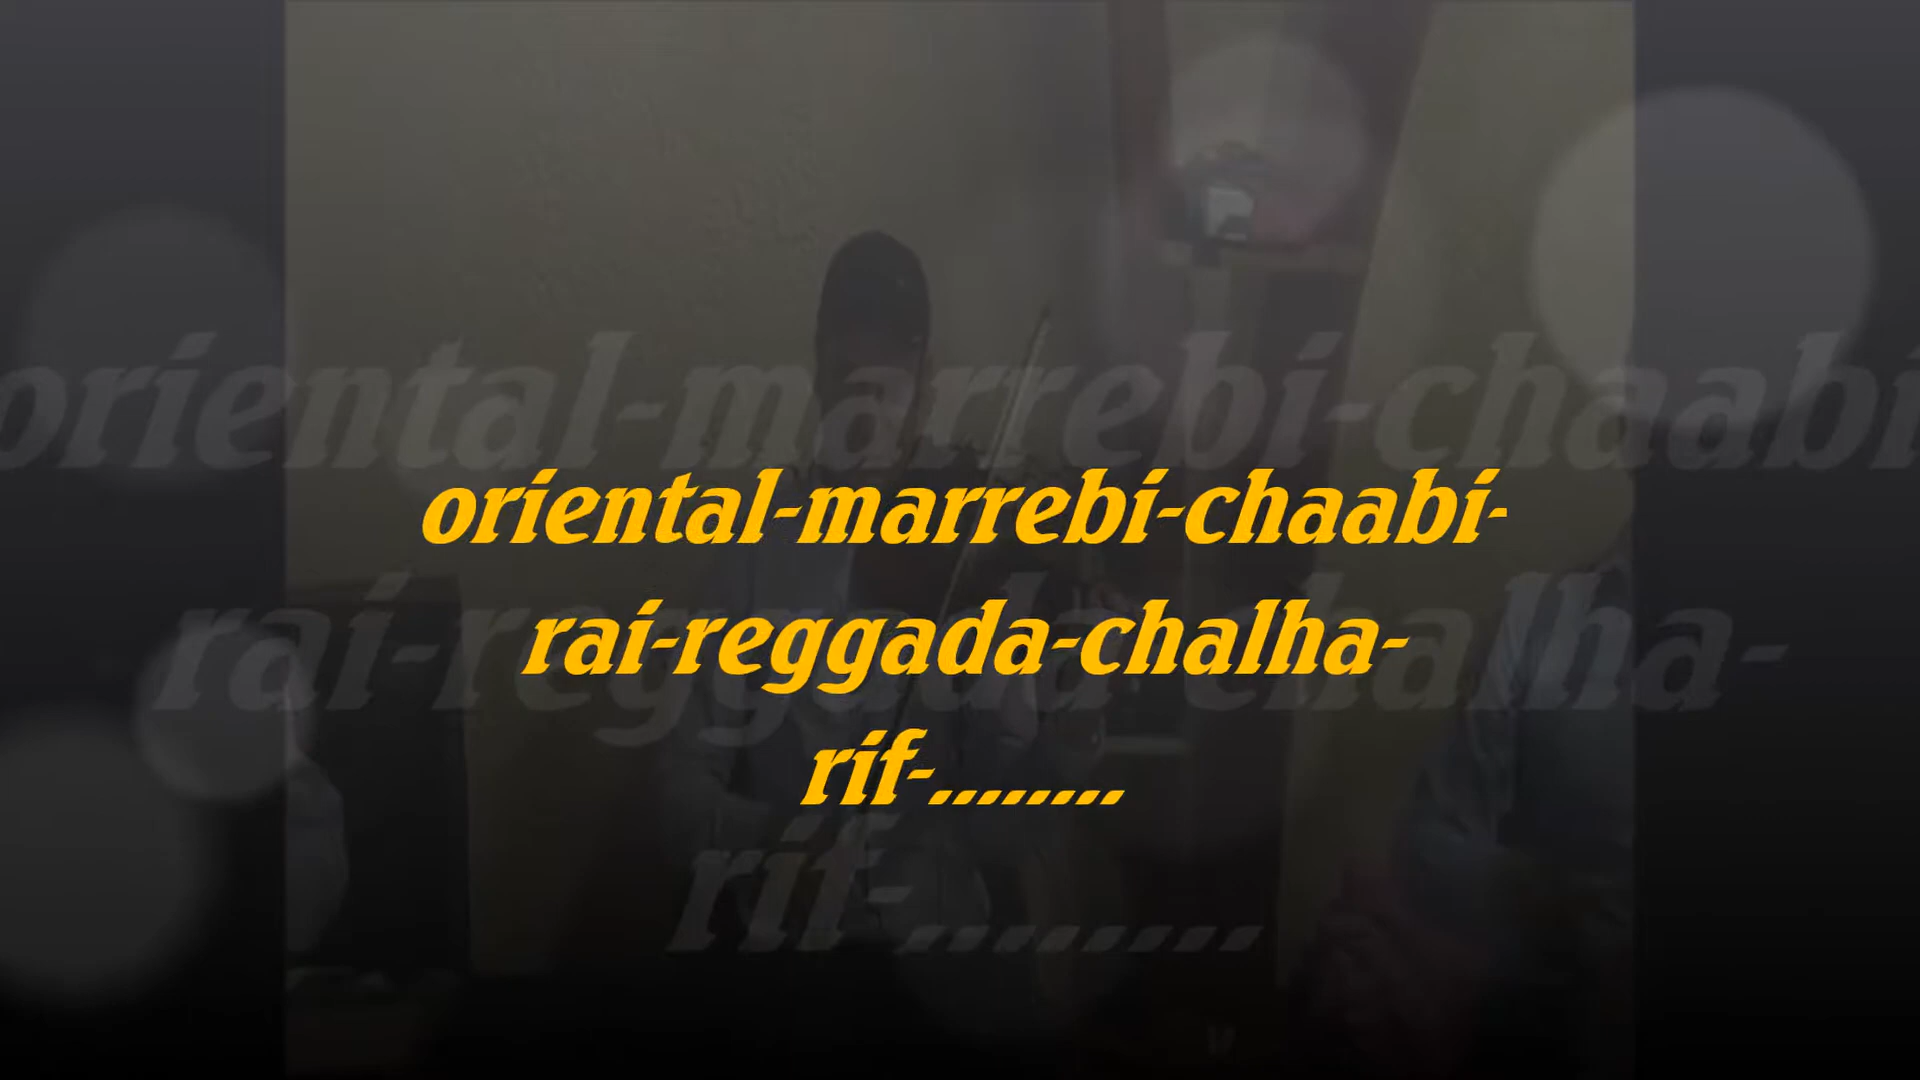 oriental-marrebi-chaabi-
rai-reggada-chalha-
rif-........